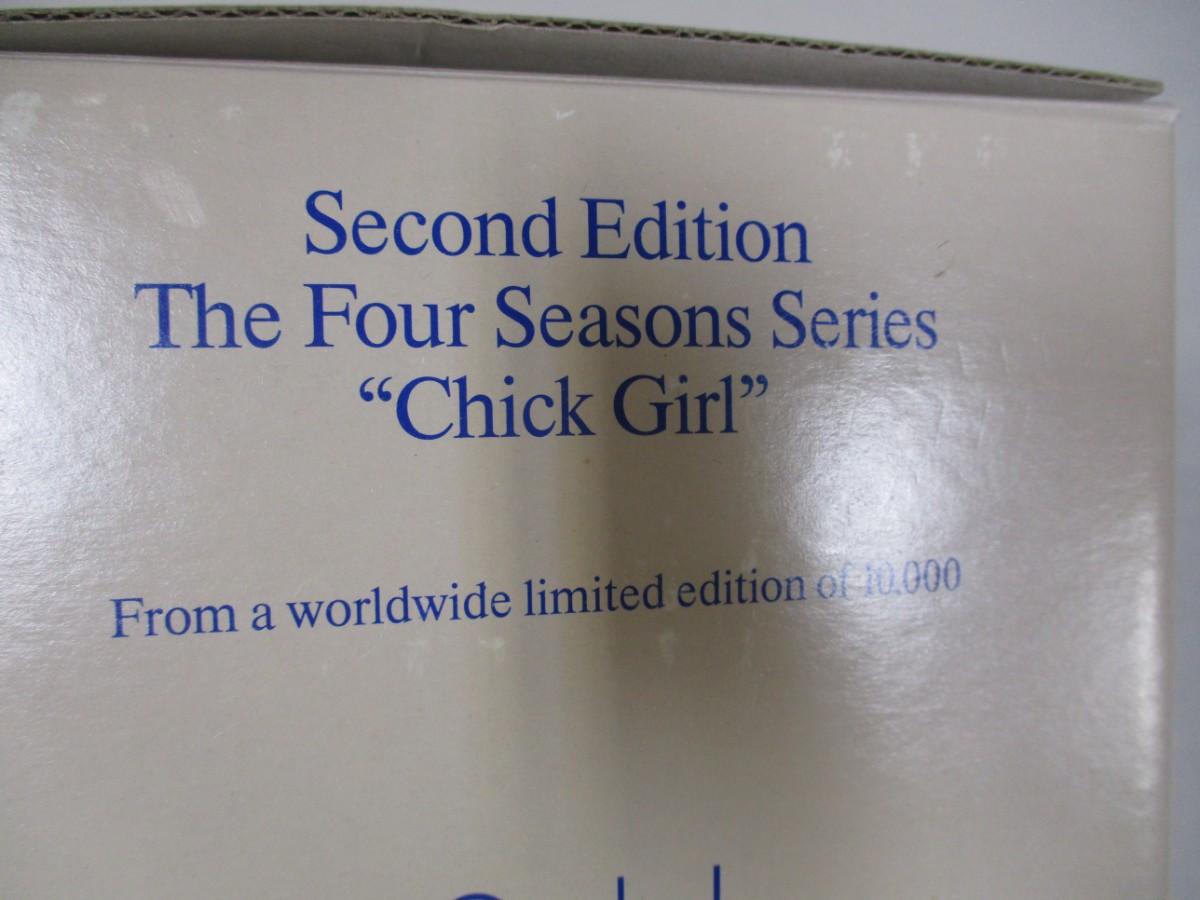 Second Edition
The Four Seasons Series
“Chick Girl”
From a worldwide limited edition of 10.000